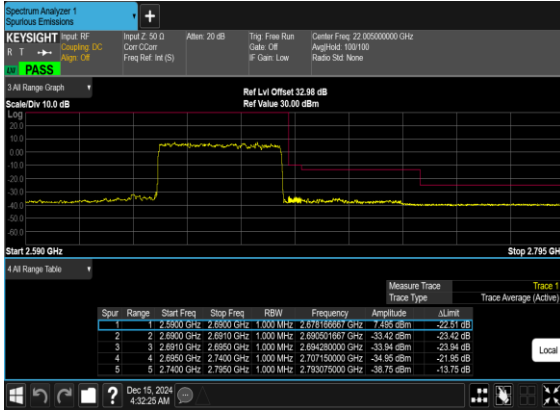 Spectrum Analyzer 1
Spurious Emissions
+
KEYSIGHT Input: RF Input Z: 50 Ω Atten: 20 dB Trig: Free Run Center Freq: 22.005000000 GHz
R T Coupling: DC Corr CCorr Gate: Off Avg|Hold: 100/100
Align: Off Freq Ref: Int (S) IF Gain: Low Radio Std: None
PASS
3 All Range Graph Ref Lvl Offset 32.98 dB
Scale/Div 10.0 dB Ref Value 30.00 dBm
Log
20.0
10.0
0.00
-10.0
-20.0
-30.0
-40.0
-50.0
-60.0
Start 2.590 GHz Stop 2.795 GH
4 All Range Table
Measure Trace Trace 1
Trace Type Trace Average (Active)
Spur Range Start Freq Stop Freq RBW Frequency Amplitude ΔLimit
1 1 2.5900 GHz 2.6900 GHz 1.000 MHz 2.678166667 GHz 7.495 dBm -22.51 dB
2 2 2.6900 GHz 2.6910 GHz 1.000 MHz 2.690501667 GHz -33.42 dBm -23.42 dB
3 3 2.6910 GHz 2.6950 GHz 1.000 MHz 2.694280000 GHz -33.94 dBm -23.94 dB
4 4 2.6950 GHz 2.7400 GHz 1.000 MHz 2.707150000 GHz -34.95 dBm -21.95 dB
5 5 2.7400 GHz 2.7950 GHz 1.000 MHz 2.793075000 GHz -38.75 dBm -13.75 dB
Local
? Dec 15, 2024
4:32:25 AM